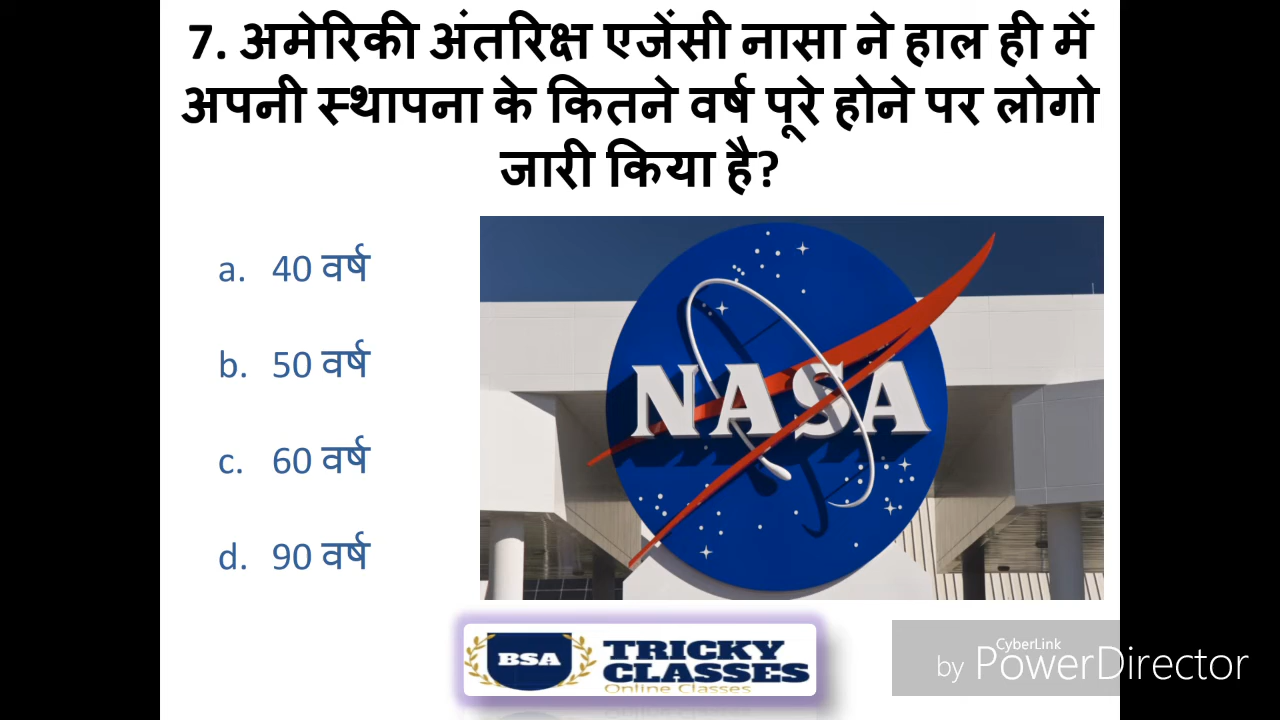 7. अमेरिकी अंतरिक्ष एजेंसी नासा ने हाल ही में
अपनी स्थापना के कितने वर्ष पूरे होने पर लोगो
जारी किया है?
a. 40 वर्ष
b. 50 वर्ष
c. 60 वर्ष
d. 90 वर्ष
NASA
BSA
TRICKY
CLASSES
Online Classes
CyberLink
by PowerDirector